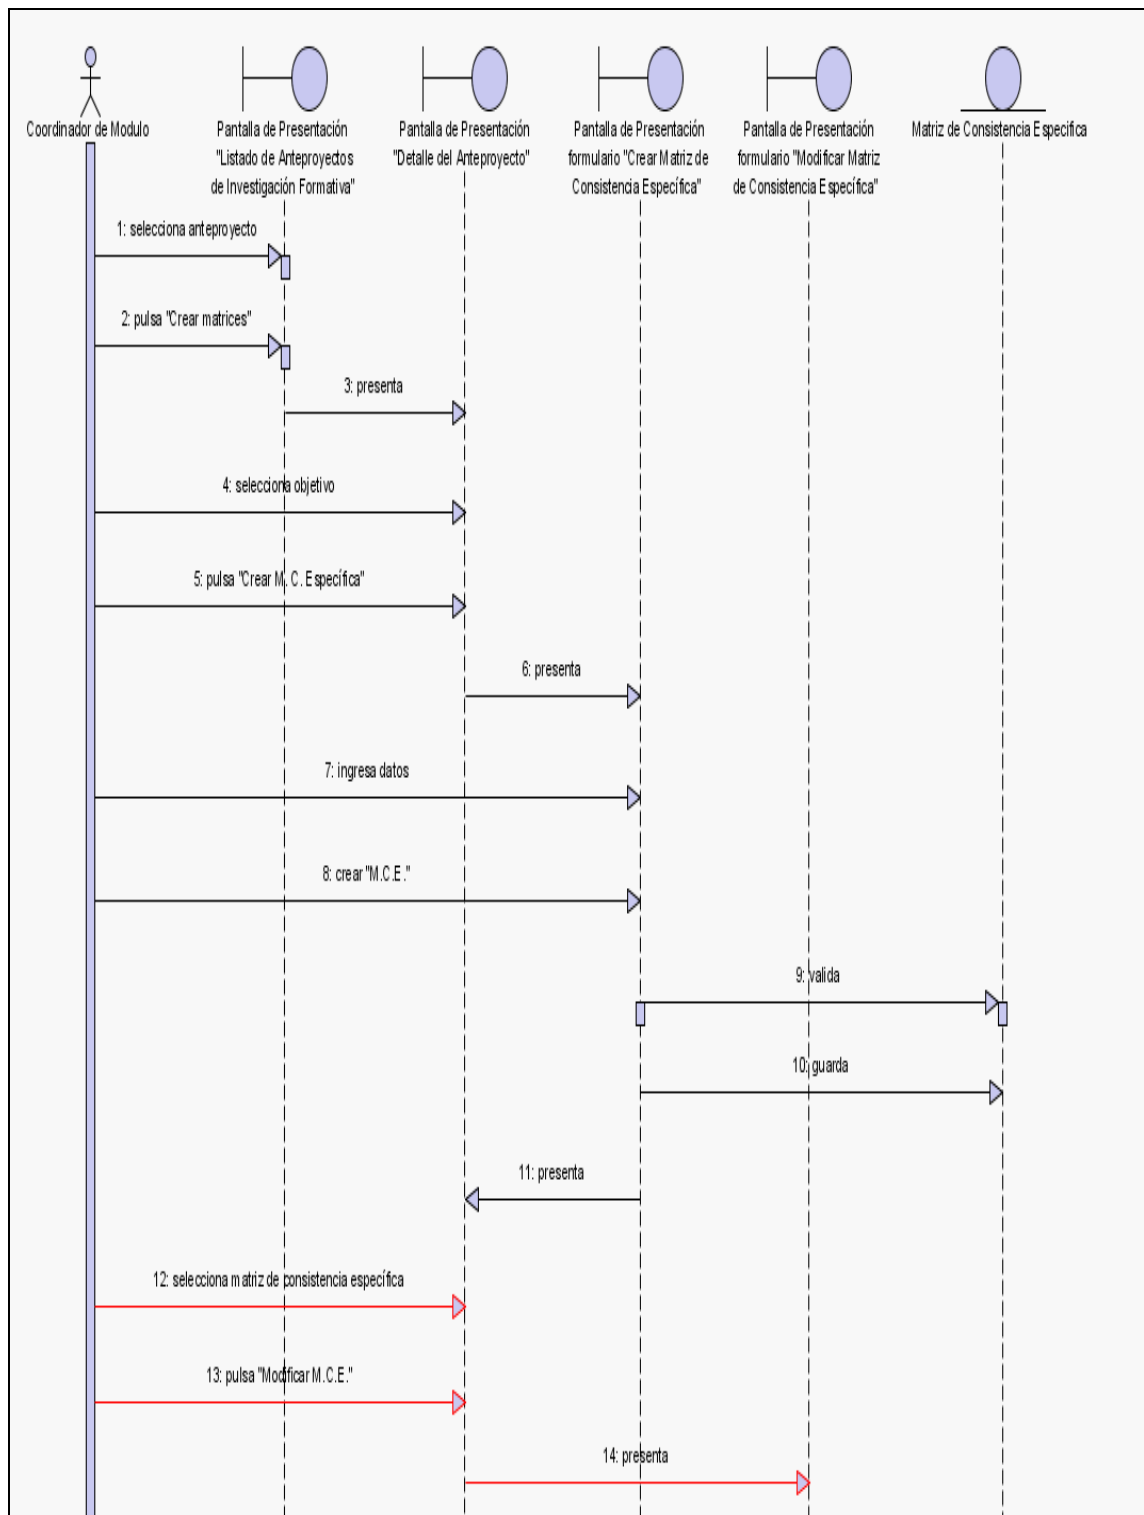 Coordinador de Modulo
Pantalla de Presentación
"Listado de Anteproyectos
de Investigación Formativa"
Pantalla de Presentación
"Detalle del Anteproyecto"
Pantalla de Presentación
formulario "Crear Matriz de
Consistencia Específica"
Pantalla de Presentación
formulario "Modificar Matriz
de Consistencia Específica"
Matriz de Consistencia Especifica
1: selecciona anteproyecto
2: pulsa "Crear matrices"
3: presenta
4: selecciona objetivo
5: pulsa "Crear M. C. Específica"
6: presenta
7: ingresa datos
8: crear "M.C.E."
9: valida
10: guarda
11: presenta
12: selecciona matriz de consistencia específica
13: pulsa "Modificar M.C.E."
14: presenta